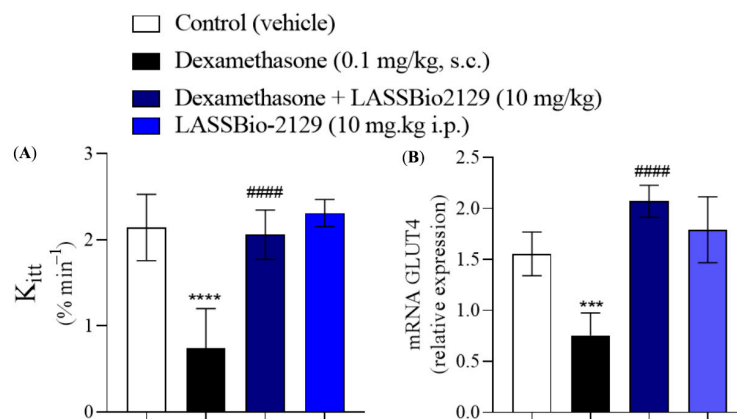 Control (vehicle)
Dexamethasone (0.1 mg/kg, s.c.)
Dexamethasone + LASSBio2129 (10 mg/kg)
LASSBio-2129 (10 mg.kg i.p.)
(A)
3
2
1
0
K_itt
(% min⁻¹)
****
####
(B)
2.5
2.0
1.5
1.0
0.5
0.0
mRNA GLUT4
(relative expression)
***
####